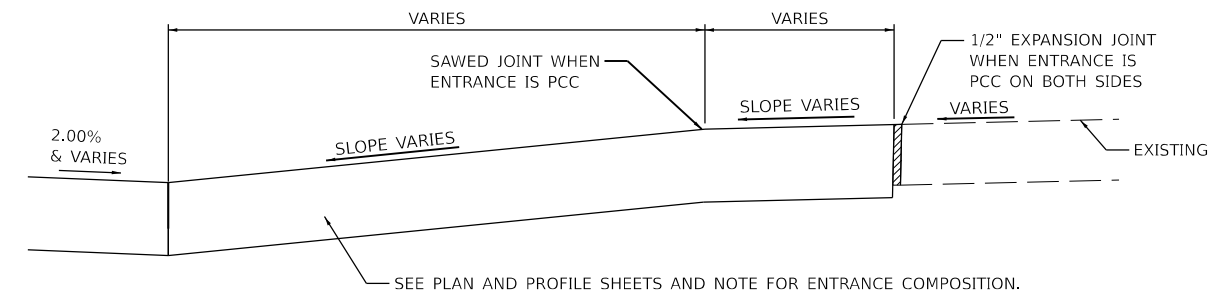 VARIES
VARIES
SAWED JOINT WHEN
ENTRANCE IS PCC
1/2" EXPANSION JOINT
WHEN ENTRANCE IS
PCC ON BOTH SIDES
SLOPE VARIES
VARIES
2.00%
& VARIES
SLOPE VARIES
EXISTING
SEE PLAN AND PROFILE SHEETS AND NOTE FOR ENTRANCE COMPOSITION.